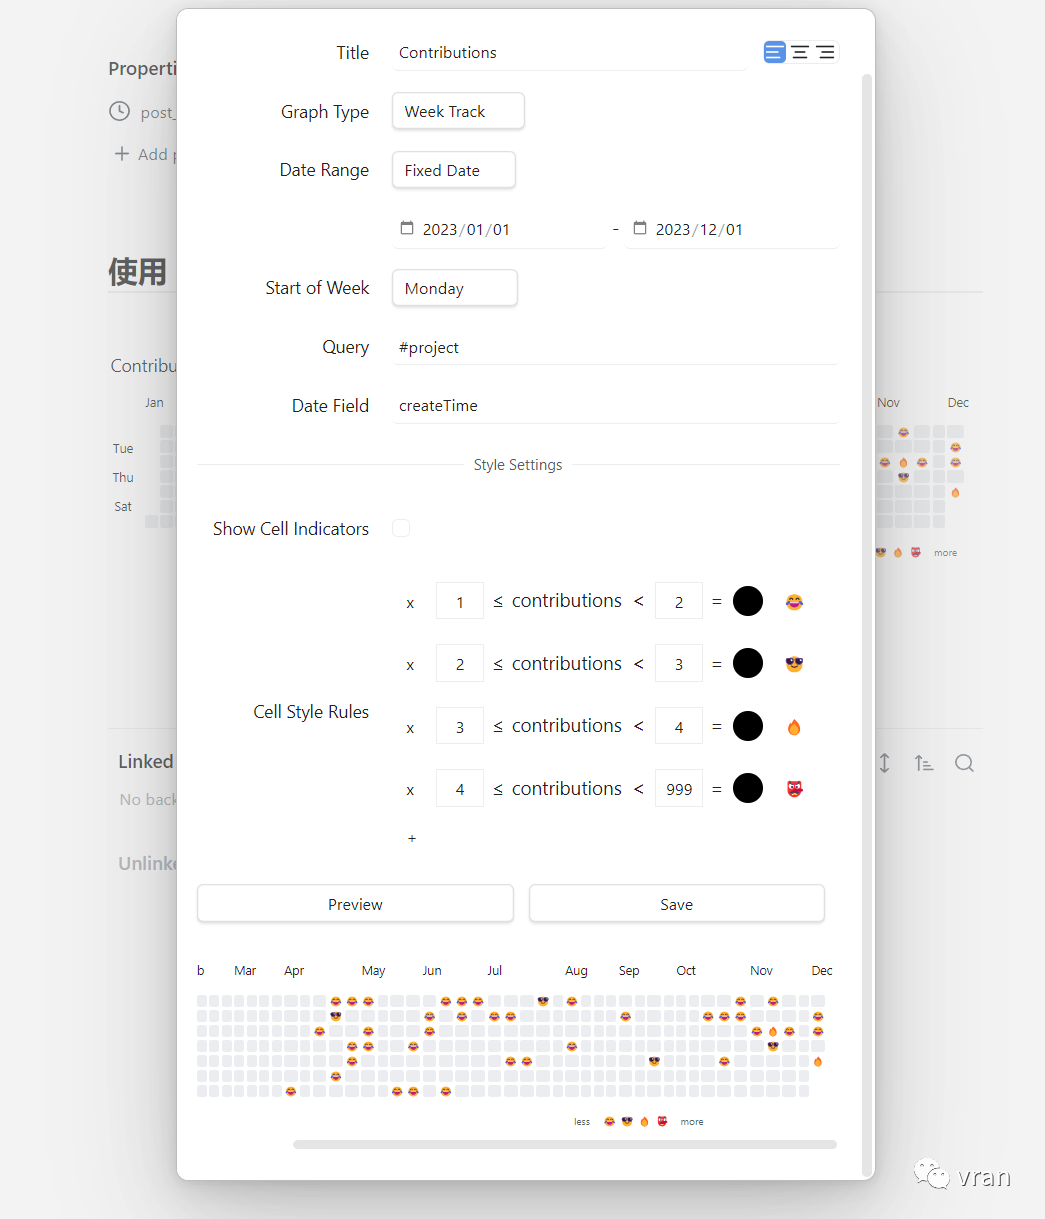 Title Contributions
Properti
Graph Type Week Track
post_
Add p
Date Range Fixed Date
2023/01/01 - 2023/12/01
使用
Start of Week Monday
Query #project
Contribu
Jan Nov Dec
Date Field createTime
Tue
Thu
Sat
Style Settings
Show Cell Indicators
more
x 1 ≤ contributions < 2 = 😂
x 2 ≤ contributions < 3 = 😎
Cell Style Rules
x 3 ≤ contributions < 4 = 🔥
x 4 ≤ contributions < 999 = 👹
+
Linked
No back
Unlinke
Preview Save
b Mar Apr May Jun Jul Aug Sep Oct Nov Dec
less 😂 😎 🔥 👹 more
vran